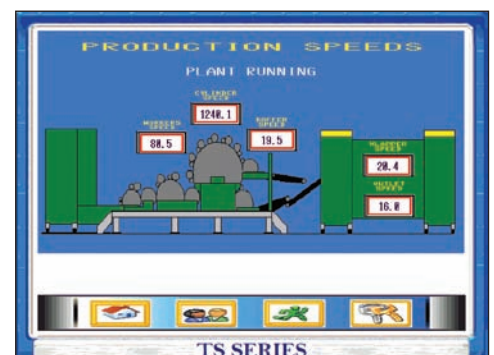 PRODUCTION SPEEDS
PLANT RUNNING
CYLINDER
SPEED
1240.1
WORKERS
SPEED
80.5
DOFFER
SPEED
19.5
SPEED
20.4
OUTLET
SPEED
16.0
TS SERIES